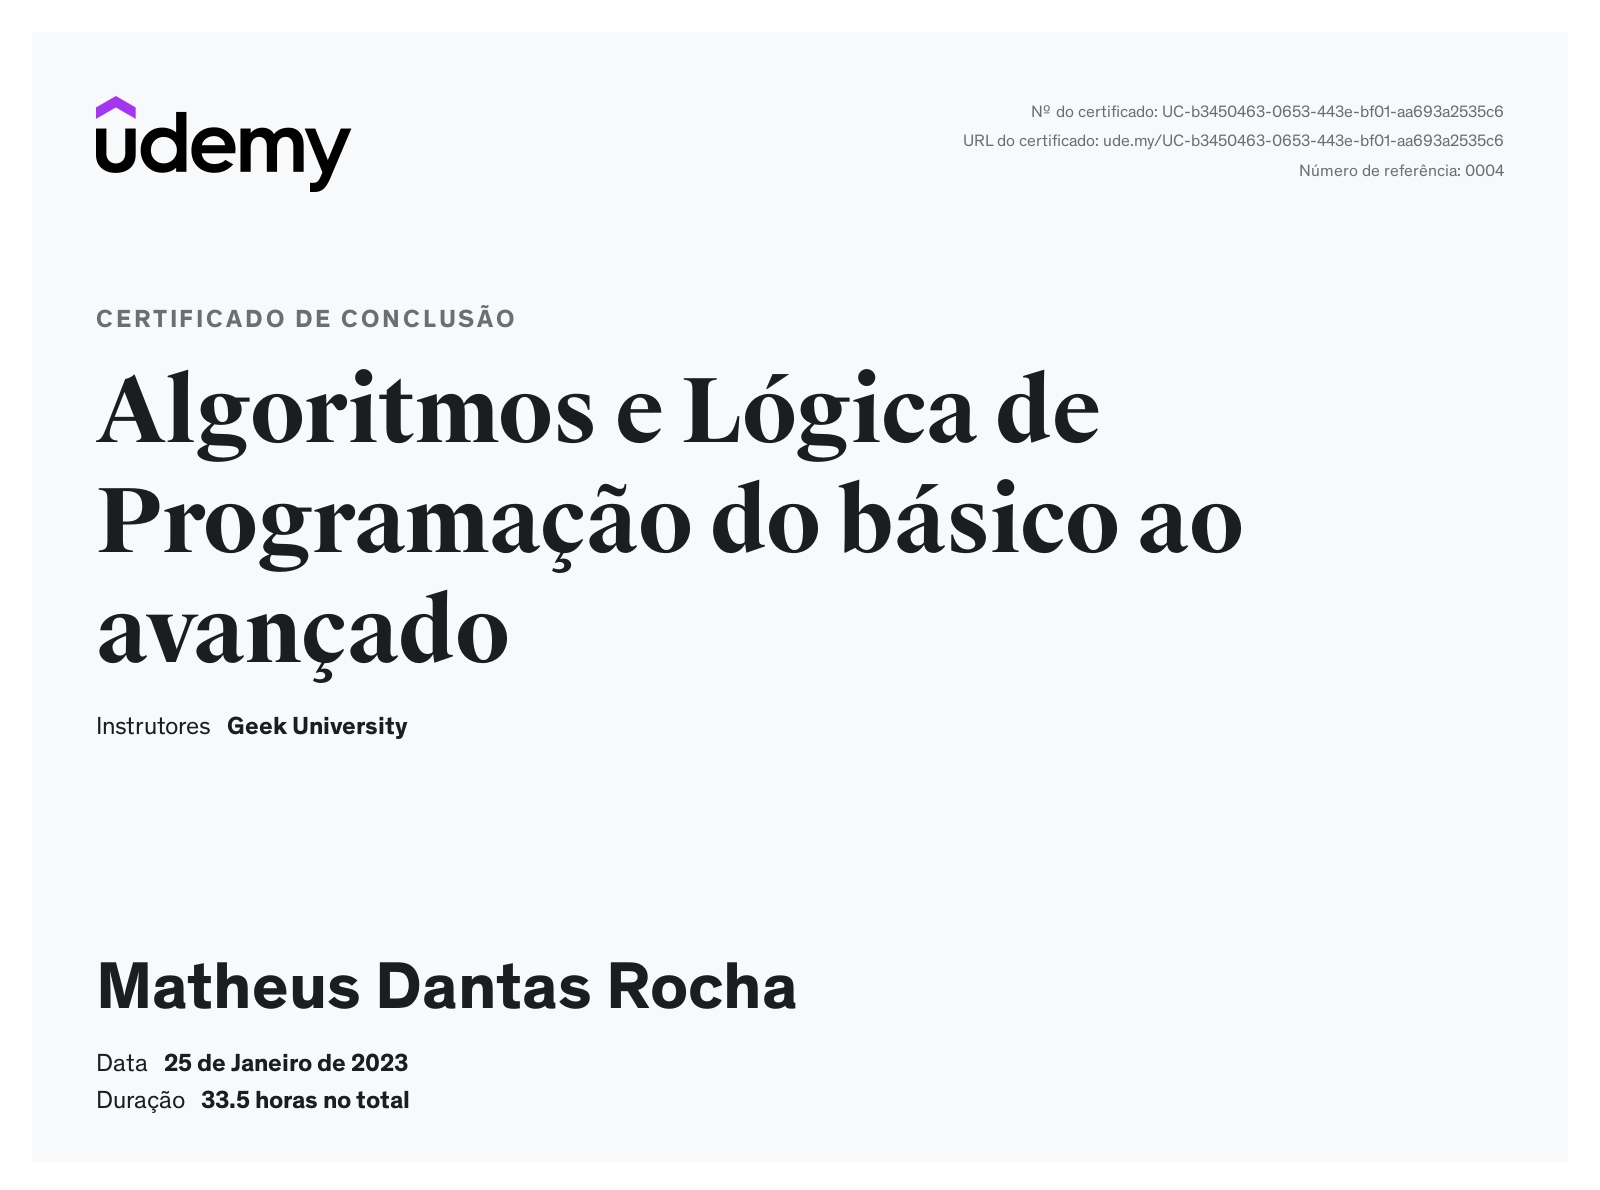 udemy
Nº do certificado: UC-b3450463-0653-443e-bf01-aa693a2535c6
URL do certificado: ude.my/UC-b3450463-0653-443e-bf01-aa693a2535c6
Número de referência: 0004
CERTIFICADO DE CONCLUSÃO
Algoritmos e Lógica de
Programação do básico ao
avançado
Instrutores Geek University
Matheus Dantas Rocha
Data 25 de Janeiro de 2023
Duração 33.5 horas no total